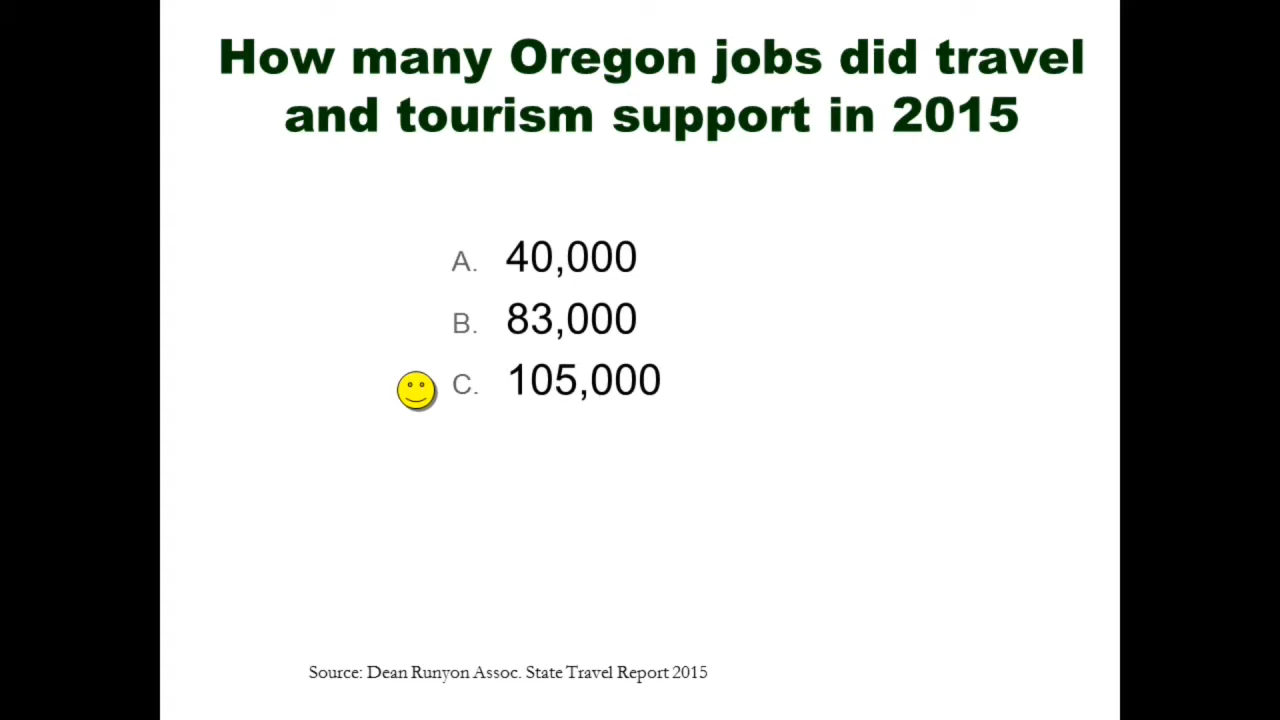 How many Oregon jobs did travel
and tourism support in 2015
A. 40,000
B. 83,000
C. 105,000
Source: Dean Runyon Assoc. State Travel Report 2015